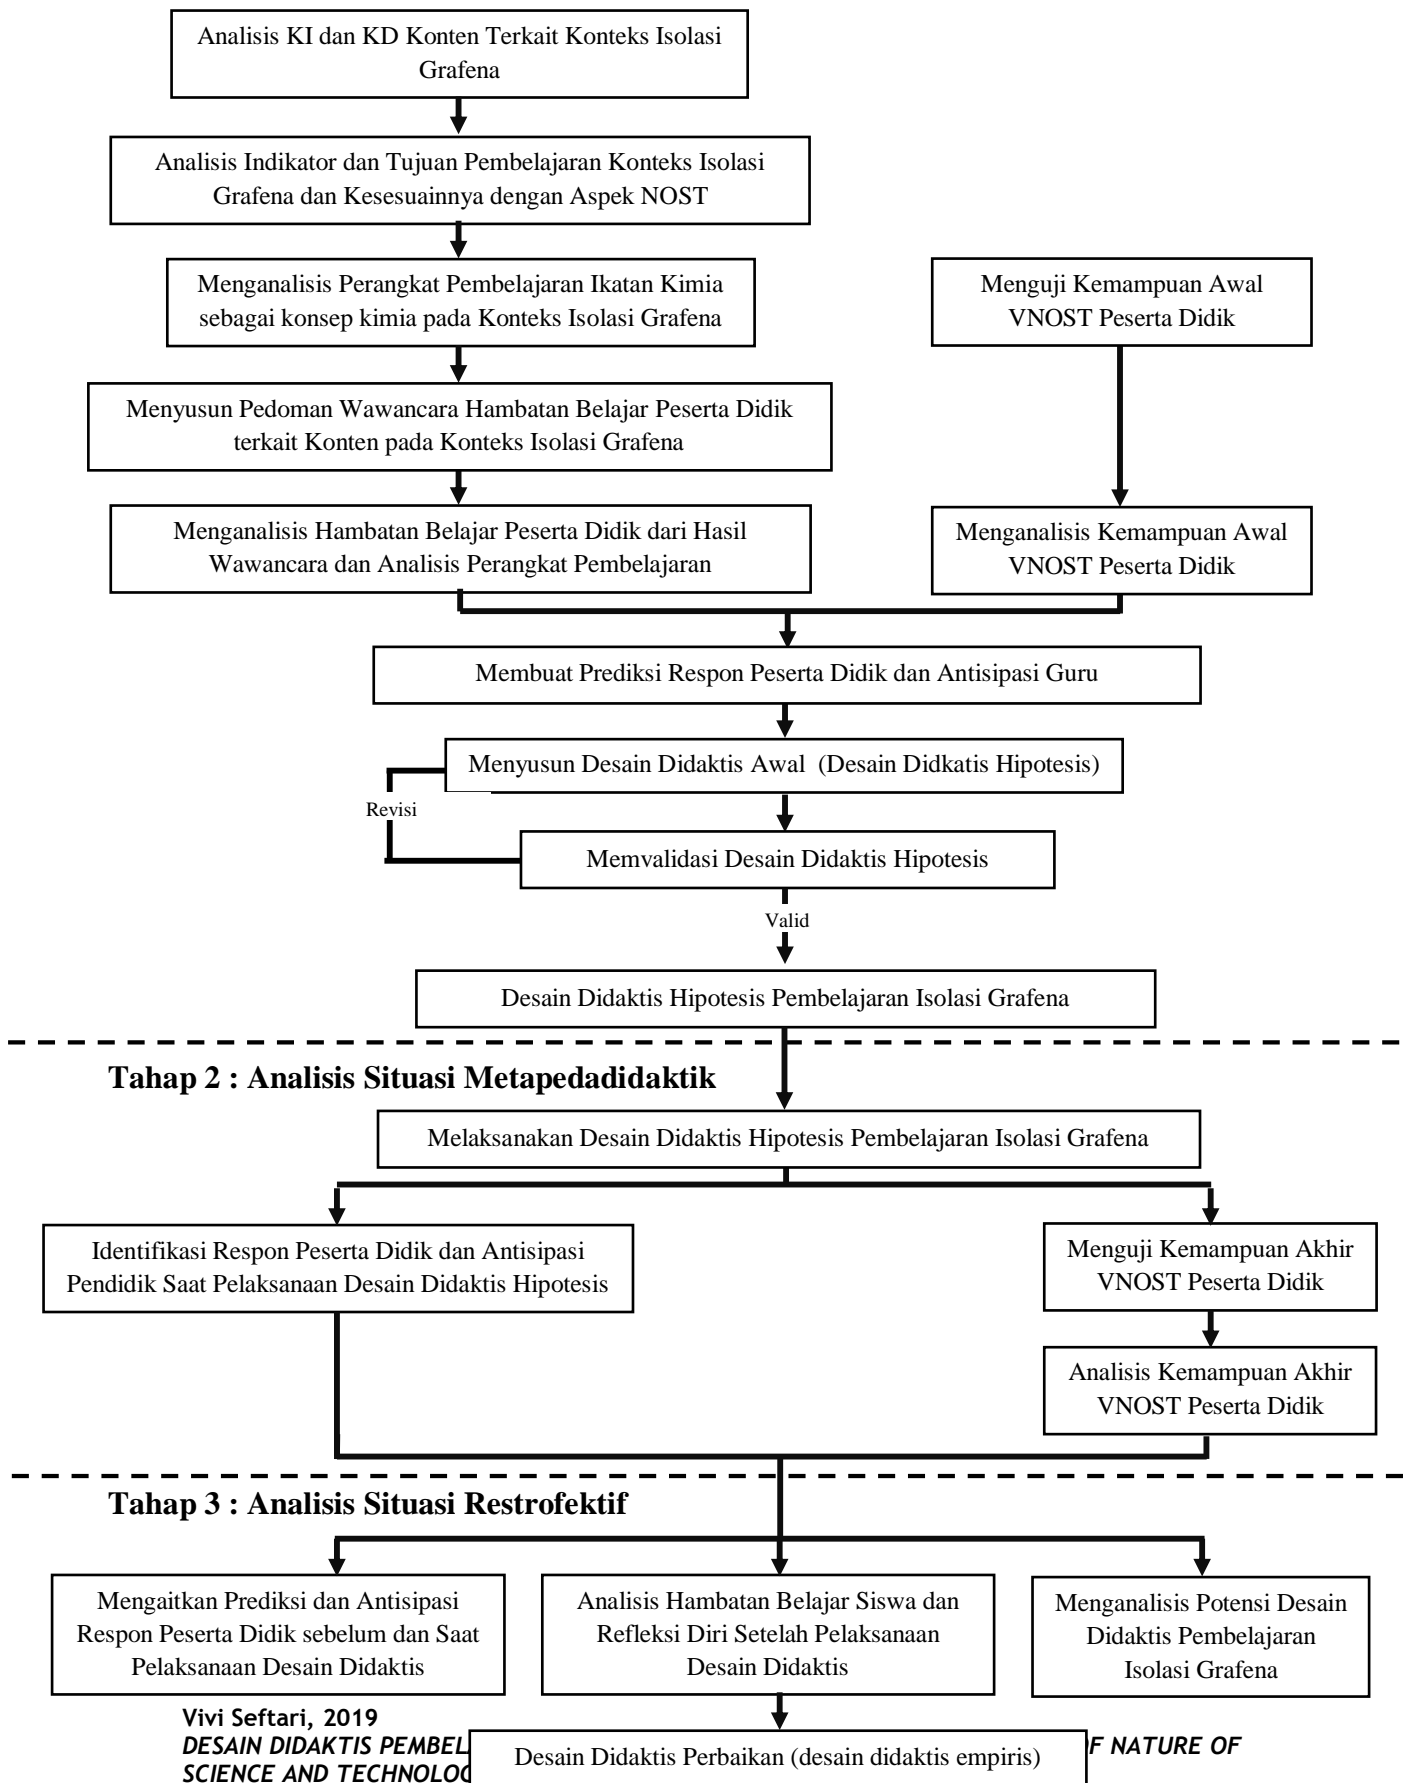 Analisis KI dan KD Konten Terkait Konteks Isolasi
Grafena
Analisis Indikator dan Tujuan Pembelajaran Konteks Isolasi
Grafena dan Kesesuainnya dengan Aspek NOST
Menganalisis Perangkat Pembelajaran Ikatan Kimia
sebagai konsep kimia pada Konteks Isolasi Grafena
Menguji Kemampuan Awal
VNOST Peserta Didik
Menyusun Pedoman Wawancara Hambatan Belajar Peserta Didik
terkait Konten pada Konteks Isolasi Grafena
Menganalisis Hambatan Belajar Peserta Didik dari Hasil
Wawancara dan Analisis Perangkat Pembelajaran
Menganalisis Kemampuan Awal
VNOST Peserta Didik
Membuat Prediksi Respon Peserta Didik dan Antisipasi Guru
Menyusun Desain Didaktis Awal (Desain Didkatis Hipotesis)
Revisi
Memvalidasi Desain Didaktis Hipotesis
Valid
Desain Didaktis Hipotesis Pembelajaran Isolasi Grafena
Tahap 2 : Analisis Situasi Metapedadidaktik
Melaksanakan Desain Didaktis Hipotesis Pembelajaran Isolasi Grafena
Identifikasi Respon Peserta Didik dan Antisipasi
Pendidik Saat Pelaksanaan Desain Didaktis Hipotesis
Menguji Kemampuan Akhir
VNOST Peserta Didik
Analisis Kemampuan Akhir
VNOST Peserta Didik
Tahap 3 : Analisis Situasi Restrofektif
Mengaitkan Prediksi dan Antisipasi
Respon Peserta Didik sebelum dan Saat
Pelaksanaan Desain Didaktis
Analisis Hambatan Belajar Siswa dan
Refleksi Diri Setelah Pelaksanaan
Desain Didaktis
Menganalisis Potensi Desain
Didaktis Pembelajaran
Isolasi Grafena
Vivi Seftari, 2019
DESAIN DIDAKTIS NATURE OF
SCIENCE AND
Desain Didaktis Perbaikan (desain didaktis empiris)